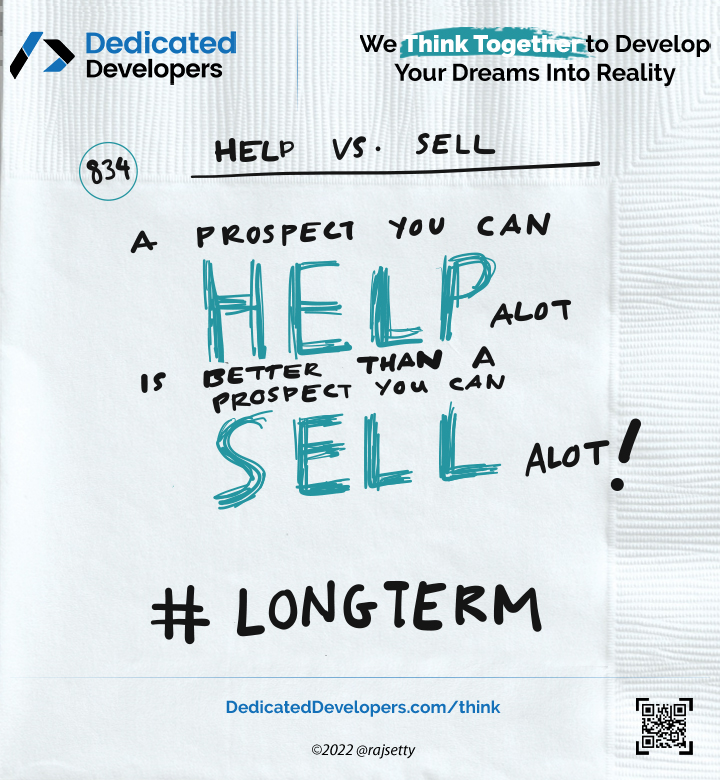 Dedicated
Developers
We Think Together to Develop
Your Dreams Into Reality
834
HELP VS. SELL
A PROSPECT YOU CAN
HELP ALOT
IS BETTER THAN A
PROSPECT YOU CAN
SELL ALOT!
# LONGTERM
DedicatedDevelopers.com/think
©2022 @rajsetty